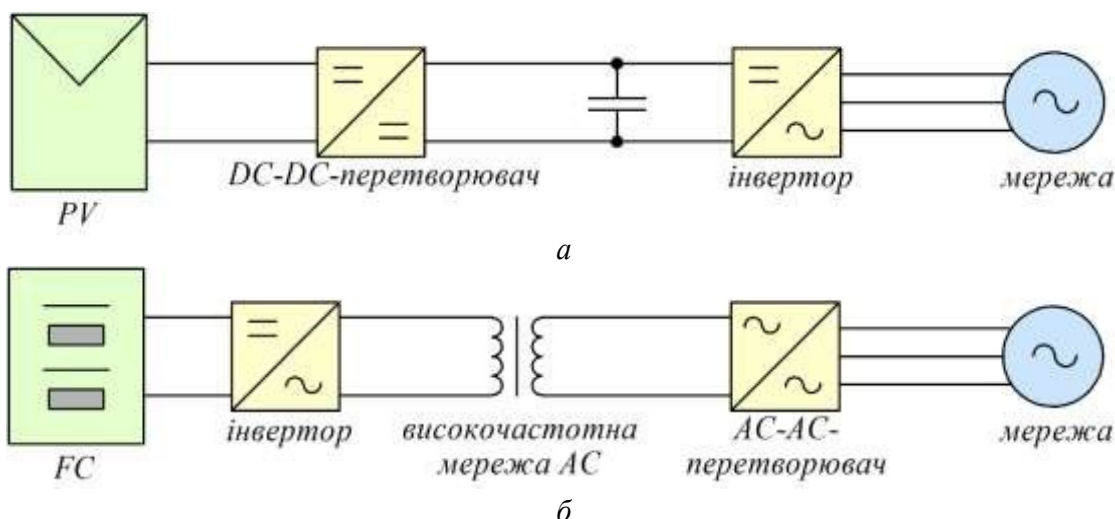 DC-DC-перетворювач
інвертор
мережа
PV
а
інвертор
високочастотна
мережа AC
AC-AC-
перетворювач
мережа
FC
б